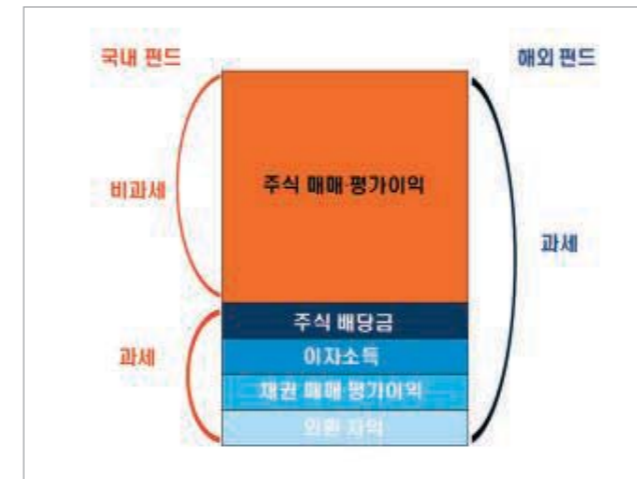 국내 펀드
해외 펀드
비과세
주식 매매·평가이익
과세
주식 배당금
과세
이자소득
채권 매매·평가이익
외환 차익